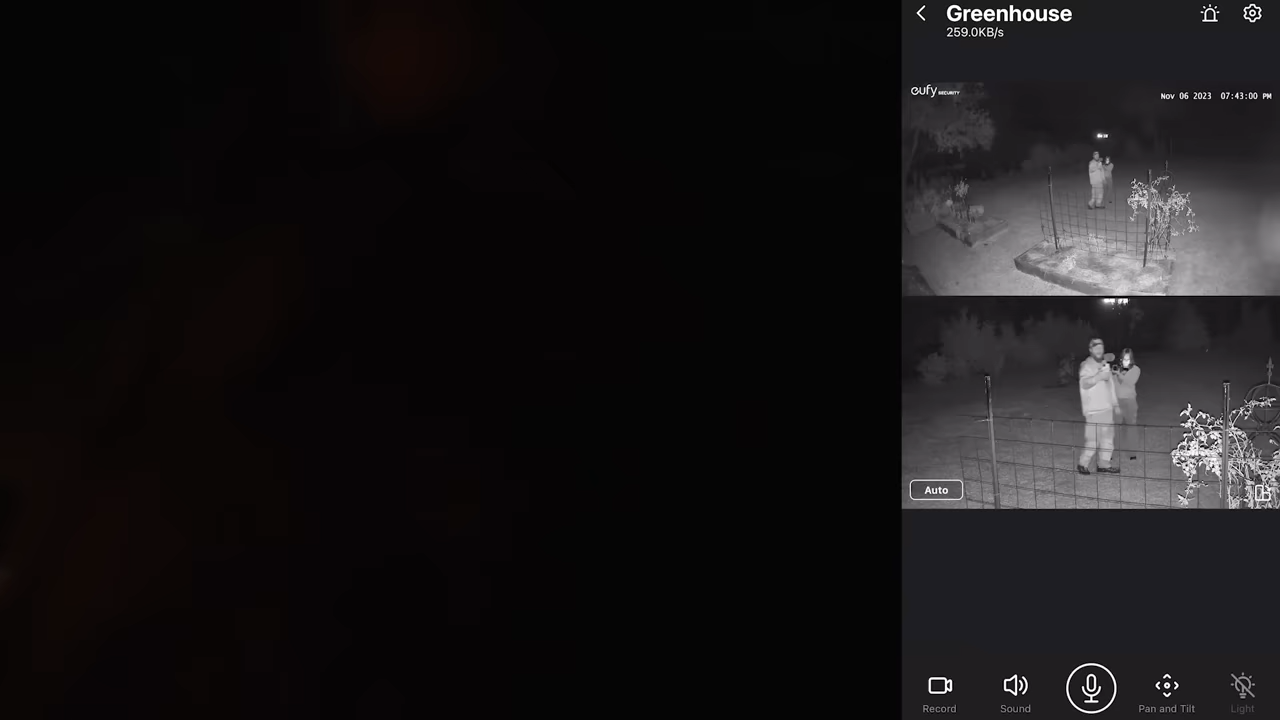 Greenhouse
259.0KB/s
eufy SECURITY
Nov 06 2023 07:43:00 PM
Auto
Record
Sound
Pan and Tilt
Light